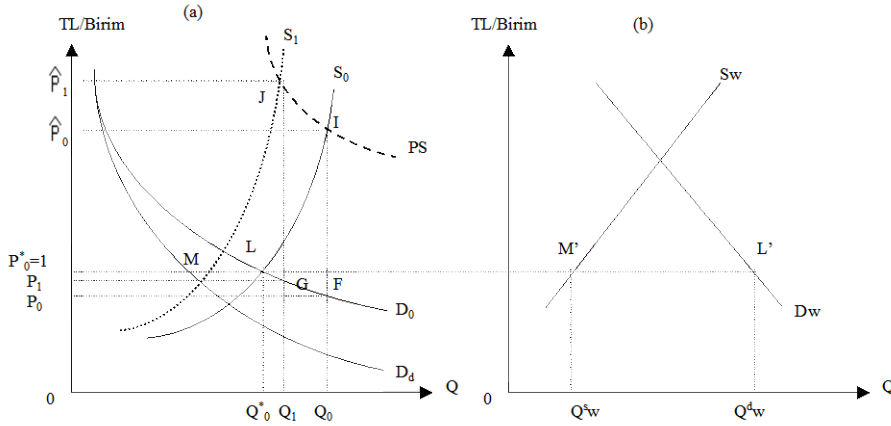 (a)
TL/Birim
S₁
P̂₁
J
S₀
P̂₀
I
PS
P*₀=1
M
L
P₁
G
F
P₀
D₀
D_d
0
Q
Q*₀ Q₁ Q₀
(b)
TL/Birim
Sw
M’
L’
Dw
0
Q
Qˢw
Qᵈw